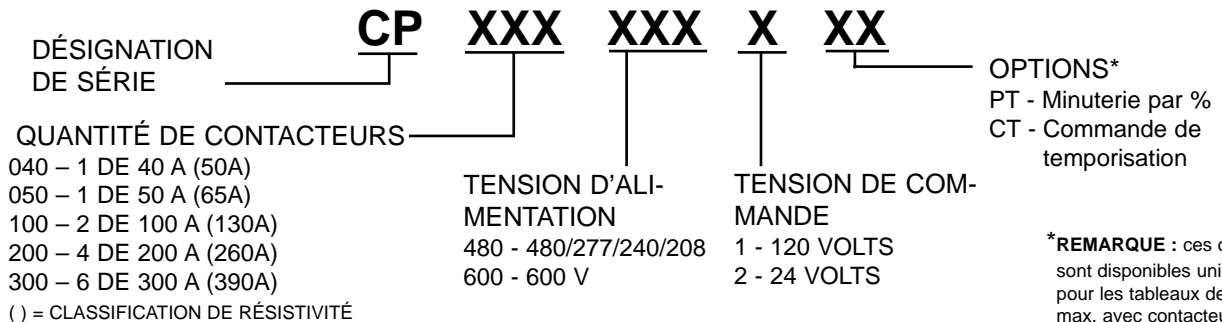 CP XXX XXX X XX
DÉSIGNATION
DE SÉRIE
QUANTITÉ DE CONTACTEURS
040 – 1 DE 40 A (50A)
050 – 1 DE 50 A (65A)
100 – 2 DE 100 A (130A)
200 – 4 DE 200 A (260A)
300 – 6 DE 300 A (390A)
( ) = CLASSIFICATION DE RÉSISTIVITÉ
TENSION D'ALI-
MENTATION
480 - 480/277/240/208
600 - 600 V
TENSION DE COM-
MANDE
1 - 120 VOLTS
2 - 24 VOLTS
OPTIONS*
PT - Minuterie par %
CT - Commande de
temporisation
*REMARQUE : ces
sont disponibles
pour les tableaux
max. avec